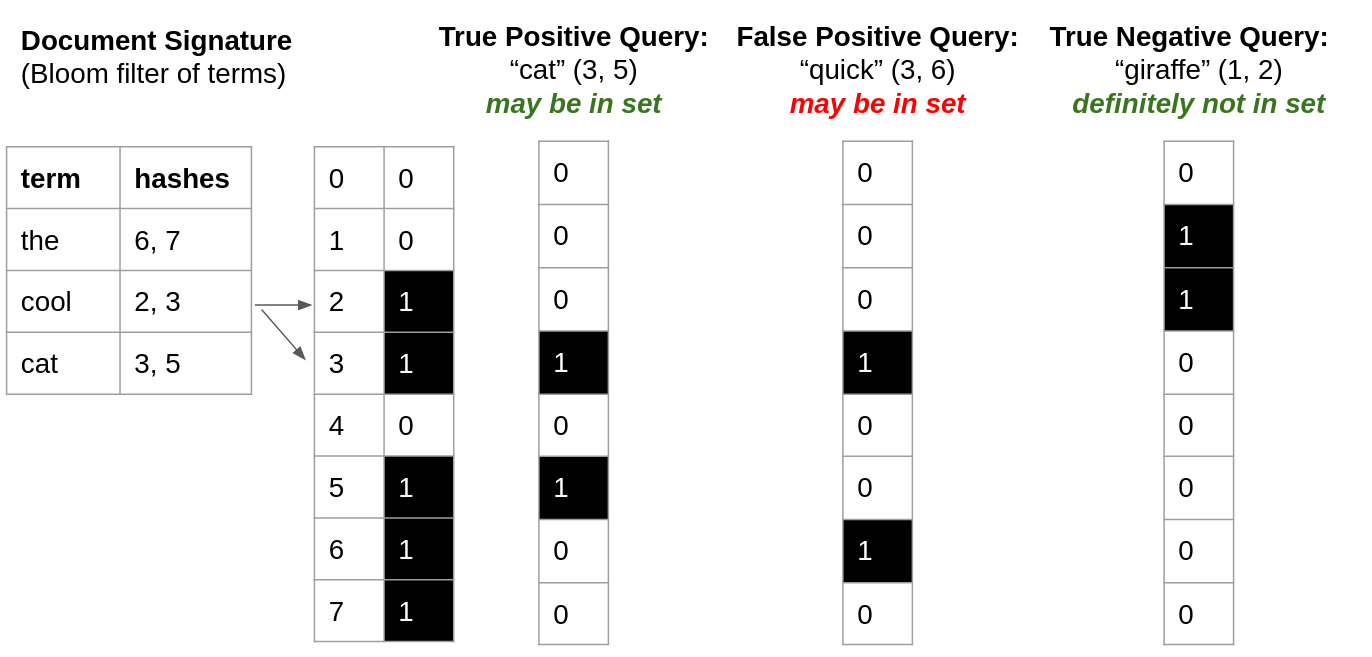 Document Signature
(Bloom filter of terms)
True Positive Query:
“cat” (3, 5)
may be in set
False Positive Query:
“quick” (3, 6)
may be in set
True Negative Query:
“giraffe” (1, 2)
definitely not in set
term hashes
the 6, 7
cool 2, 3
cat 3, 5
0 0
1 0
2 1
3 1
4 0
5 1
6 1
7 1
0
0
0
1
0
1
0
0
0
0
0
1
0
0
1
0
0
1
1
0
0
0
0
0